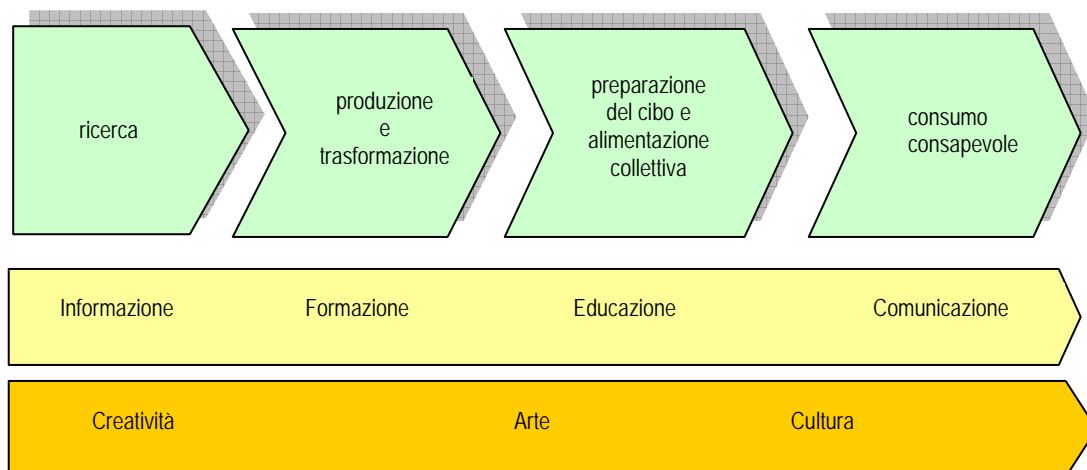 ricerca
produzione
e
trasformazione
preparazione
del cibo e
alimentazione
collettiva
consumo
consapevole
Informazione Formazione Educazione Comunicazione
Creatività Arte Cultura